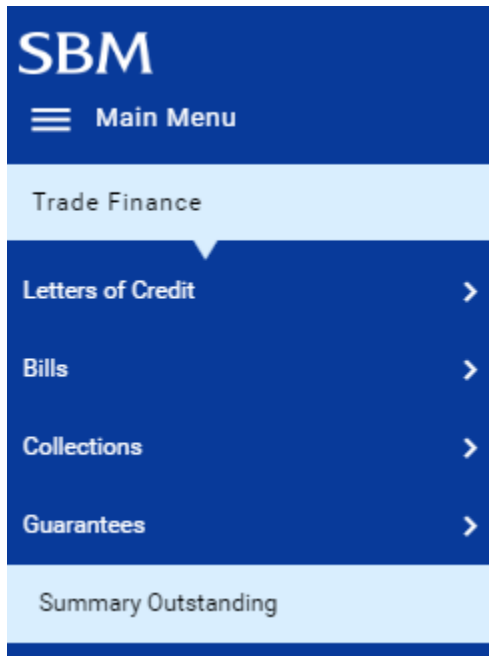 SBM
Main Menu
Trade Finance
Letters of Credit
Bills
Collections
Guarantees
Summary Outstanding